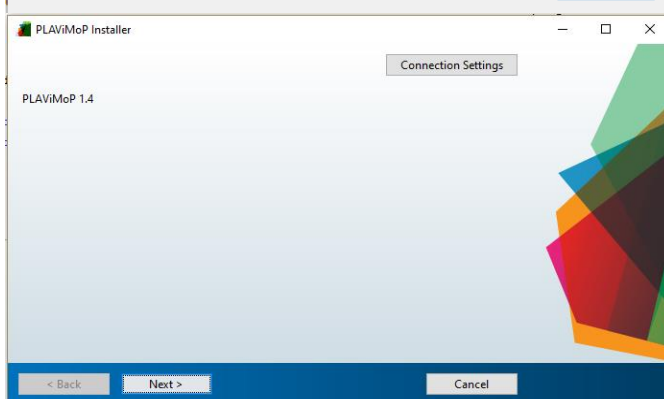 PLAViMoP Installer
Connection Settings
PLAViMoP 1.4
< Back
Next >
Cancel